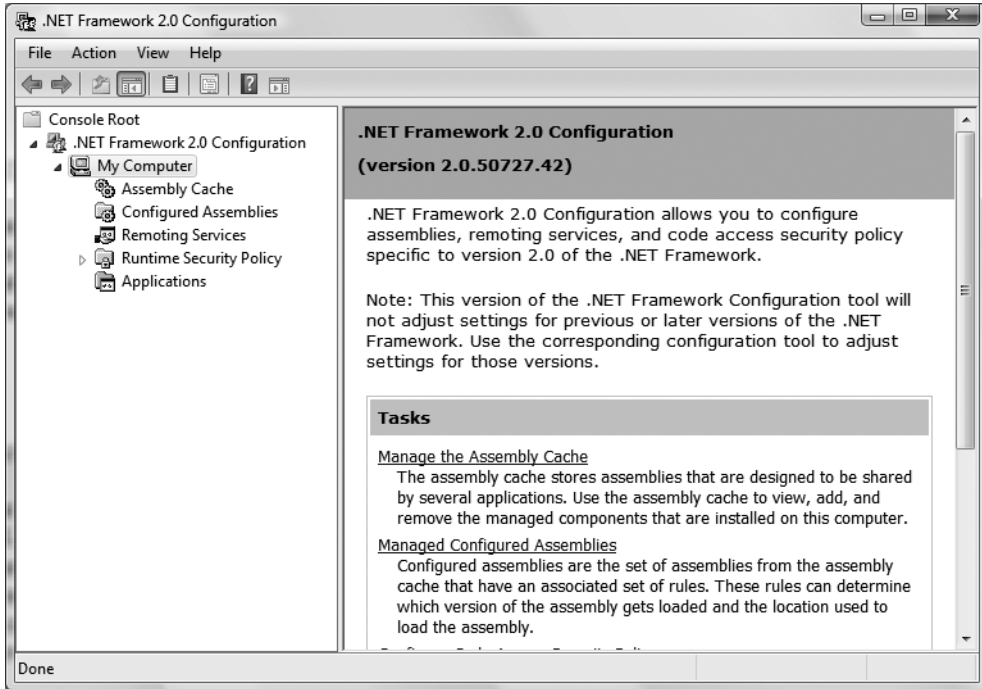 .NET Framework 2.0 Configuration
File Action View Help
Console Root
.NET Framework 2.0 Configuration
My Computer
Assembly Cache
Configured Assemblies
Remoting Services
Runtime Security Policy
Applications
.NET Framework 2.0 Configuration
(version 2.0.50727.42)
.NET Framework 2.0 Configuration allows you to configure
assemblies, remoting services, and code access security policy
specific to version 2.0 of the .NET Framework.
Note: This version of the .NET Framework Configuration tool will
not adjust settings for previous or later versions of the .NET
Framework. Use the corresponding configuration tool to adjust
settings for those versions.
Tasks
Manage the Assembly Cache
The assembly cache stores assemblies that are designed to be shared
by several applications. Use the assembly cache to view, add, and
remove the managed components that are installed on this computer.
Managed Configured Assemblies
Configured assemblies are the set of assemblies from the assembly
cache that have an associated set of rules. These rules can determine
which version of the assembly gets loaded and the location used to
load the assembly.
Done